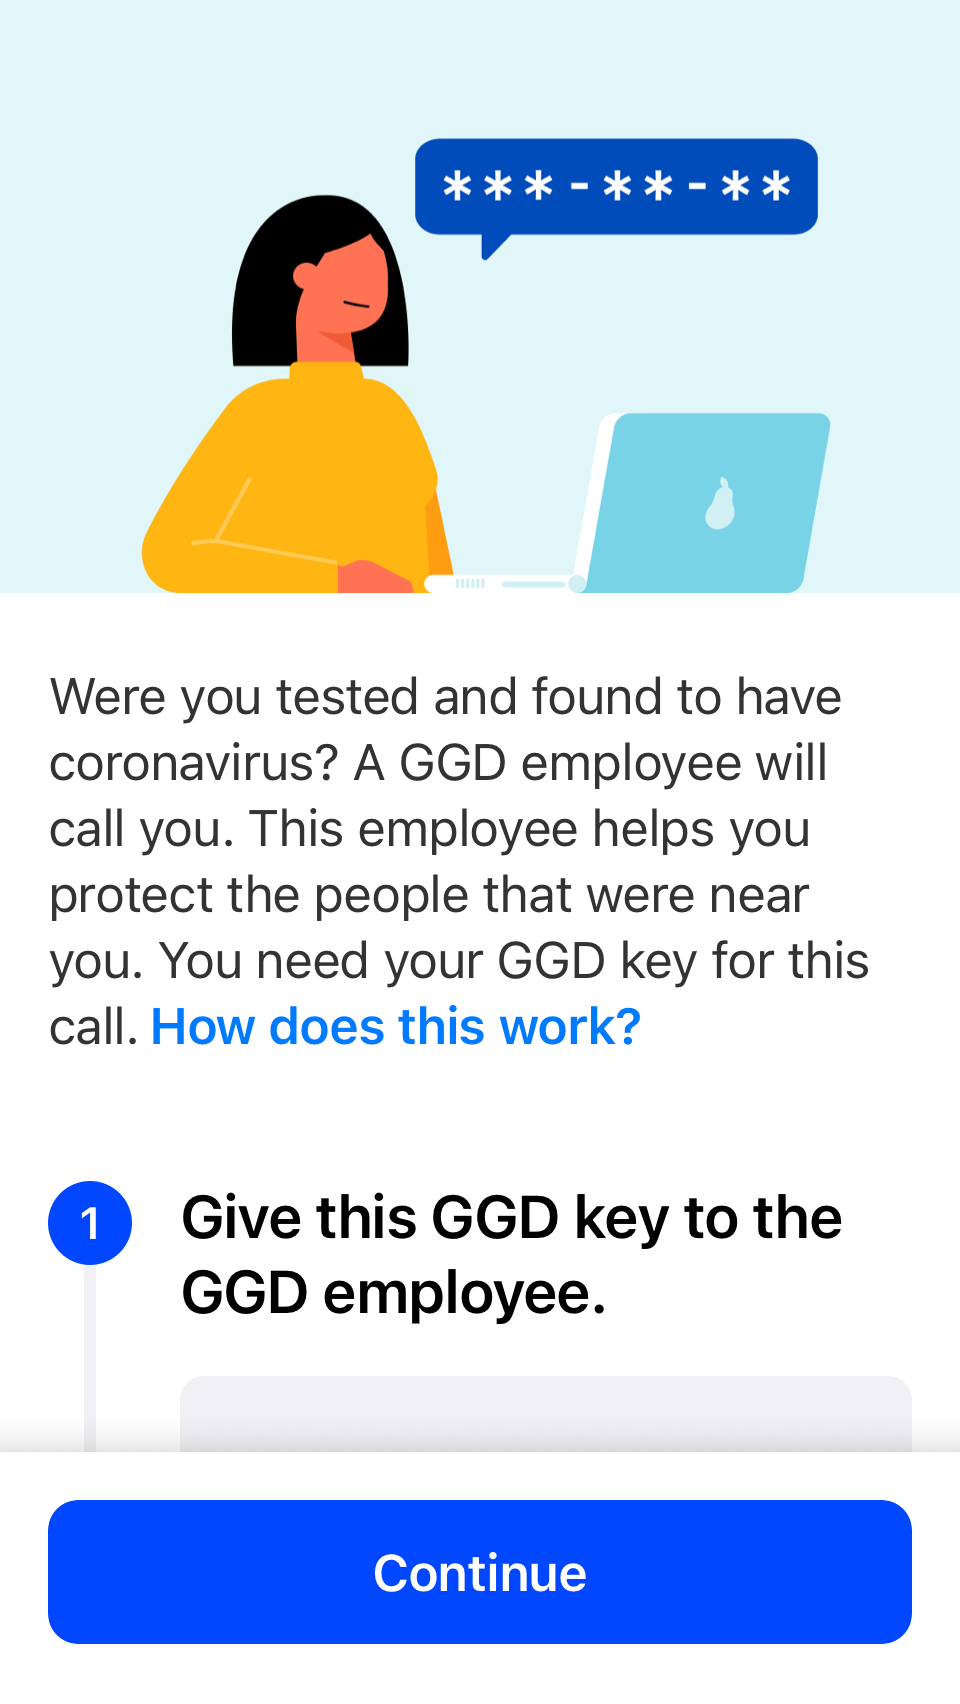 ***-**-**
Were you tested and found to have
coronavirus? A GGD employee will
call you. This employee helps you
protect the people that were near
you. You need your GGD key for this
call. How does this work?
1
Give this GGD key to the
GGD employee.
Continue